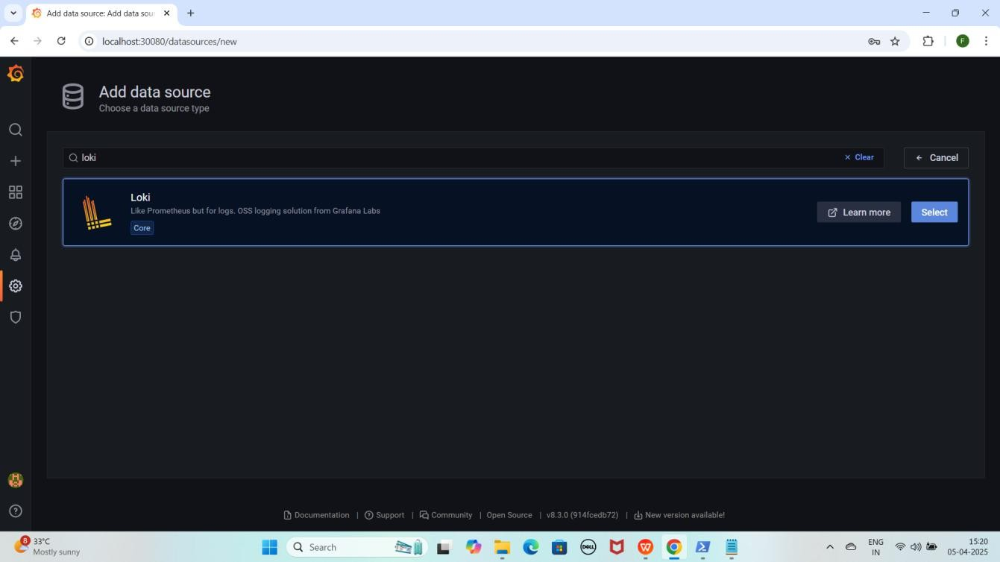 Add data source: Add data sou
localhost:30080/datasources/new
F
Add data source
Choose a data source type
loki
Clear
Cancel
Loki
Like Prometheus but for logs. OSS logging solution from Grafana Labs
Core
Learn more
Select
Documentation | Support | Community | Open Source | v8.3.0 (914fcedb72) | New version available!
8
33°C
Mostly sunny
Search
DELL
W
ENG
IN
15:20
05-04-2025